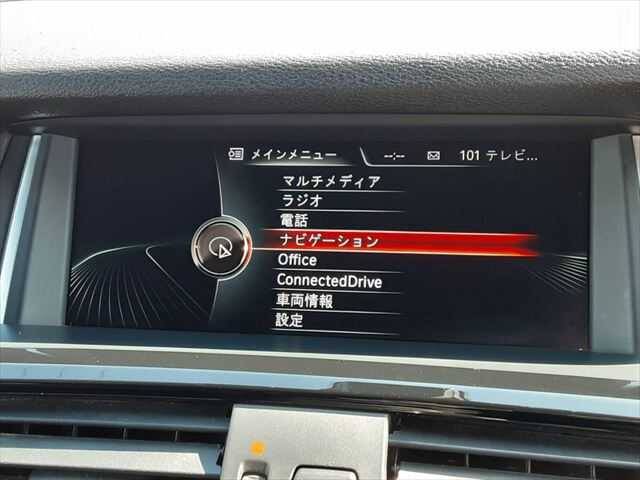 メインメニュー --:-- 101 テレビ...
マルチメディア
ラジオ
電話
ナビゲーション
Office
ConnectedDrive
車両情報
設定